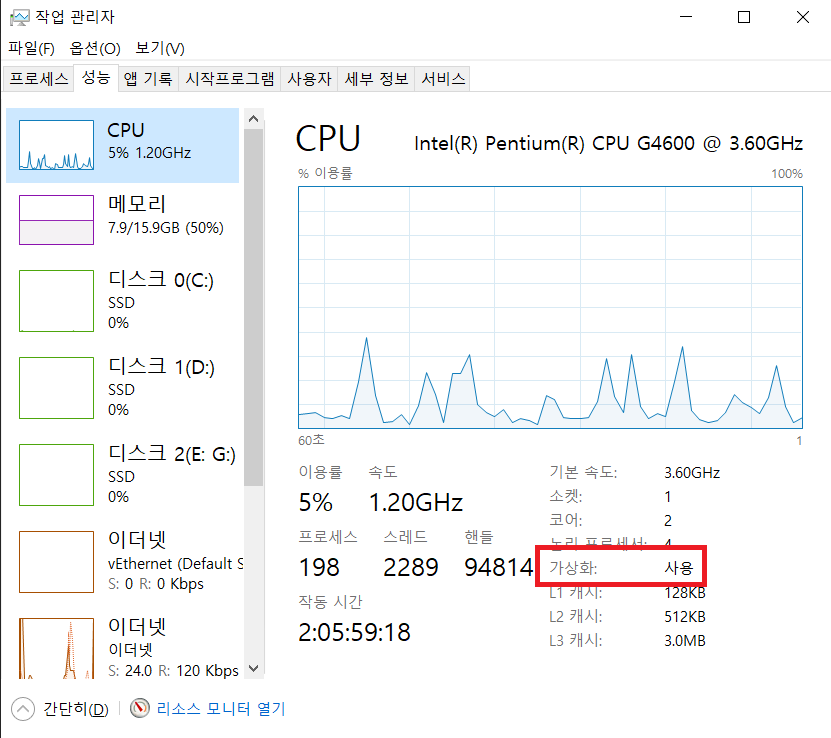 작업 관리자
파일(F) 옵션(O) 보기(V)
프로세스 성능 앱 기록 시작프로그램 사용자 세부 정보 서비스
CPU
5% 1.20GHz
메모리
7.9/15.9GB (50%)
디스크 0(C:)
SSD
0%
디스크 1(D:)
SSD
0%
디스크 2(E: G:)
SSD
0%
이더넷
vEthernet (Default S
S: 0 R: 0 Kbps
이더넷
이더넷
S: 24.0 R: 120 Kbps
CPU Intel(R) Pentium(R) CPU G4600 @ 3.60GHz
% 이용률 100%
60초 1
이용률 속도
5% 1.20GHz
프로세스 스레드 핸들
198 2289 94814
작동 시간
2:05:59:18
기본 속도: 3.60GHz
소켓: 1
코어: 2
논리 프로세서: 4
가상화: 사용
L1 캐시: 128KB
L2 캐시: 512KB
L3 캐시: 3.0MB
간단히(D) 리소스 모니터 열기